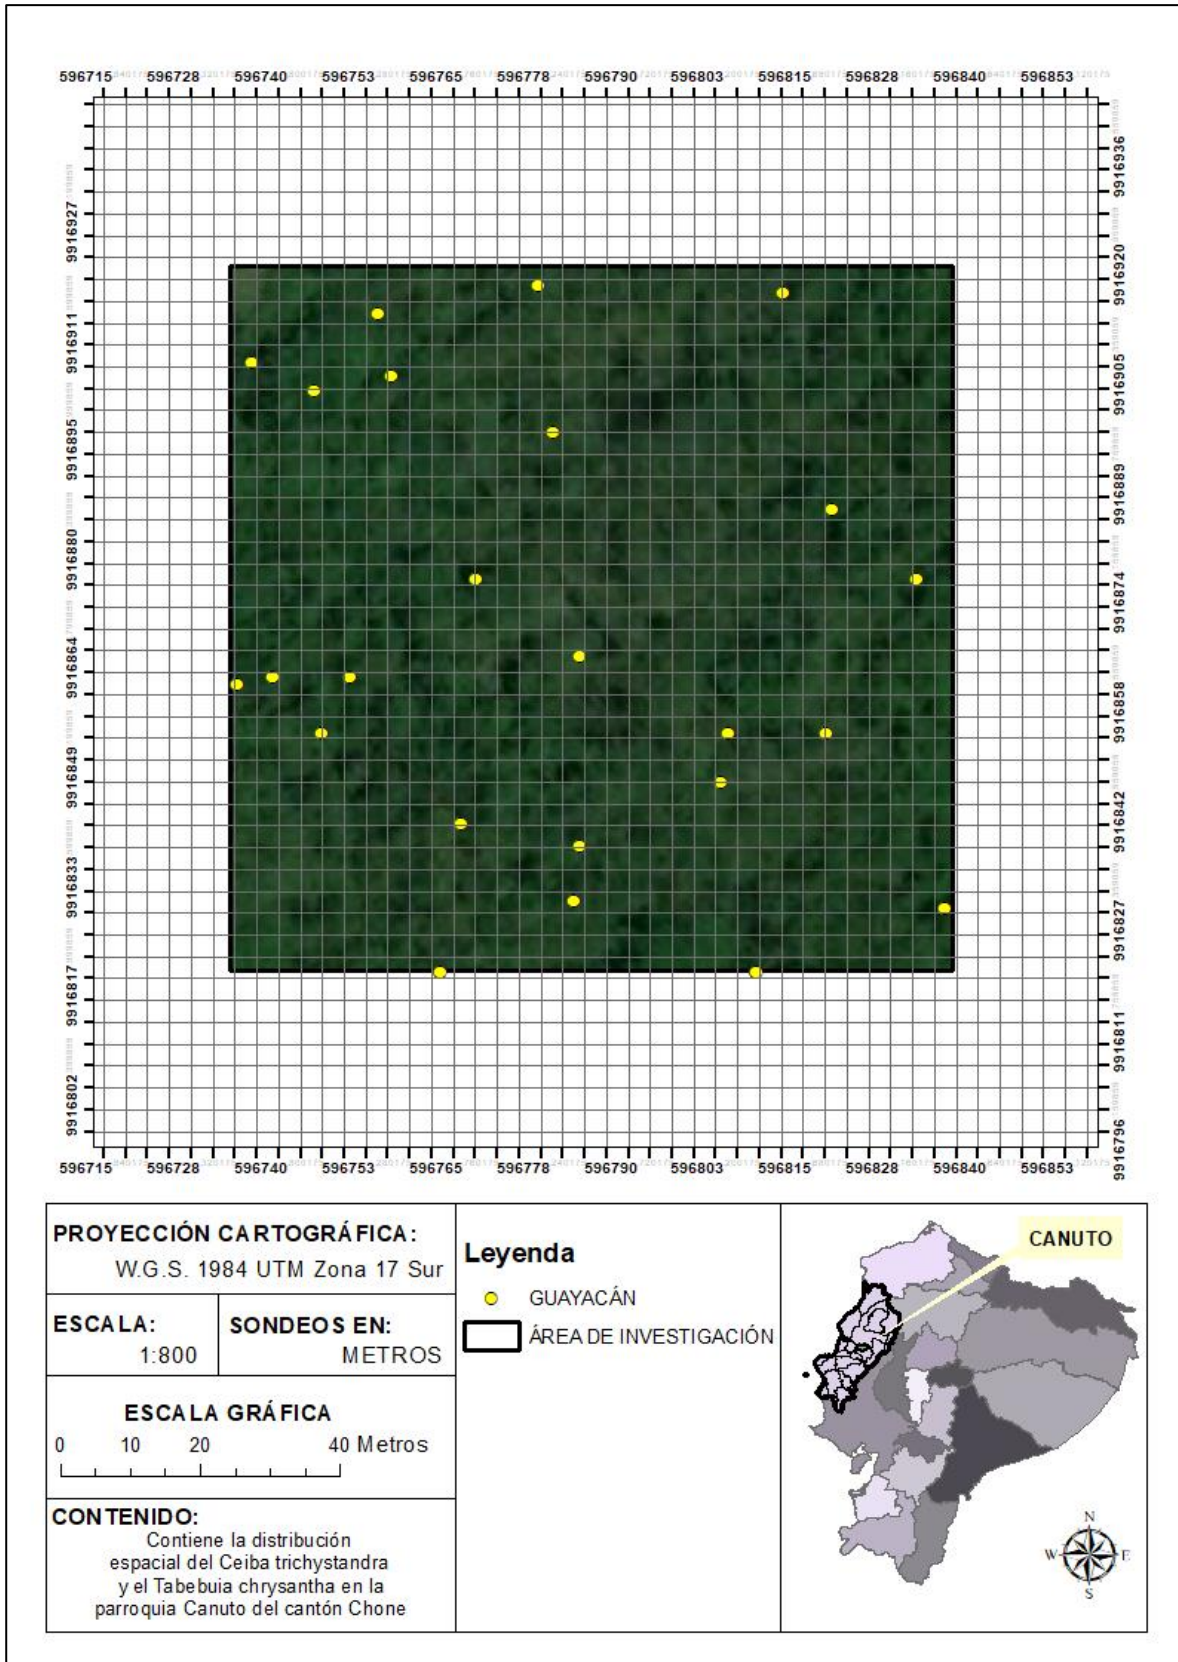 596715 596728 596740 596753 596765 596778 596790 596803 596815 596828 596840 596853
9916927
9916911
9916895
9916880
9916864
9916849
9916833
9916817
9916802
9916936
9916920
9916905
9916889
9916874
9916858
9916842
9916827
9916811
9916796
596715 596728 596740 596753 596765 596778 596790 596803 596815 596828 596840 596853
PROYECCIÓN CARTOGRÁFICA:
W.G.S. 1984 UTM Zona 17 Sur
ESCALA:
1:800
SONDEOS EN:
METROS
ESCALA GRÁFICA
0 10 20 40 Metros
CONTENIDO:
Contiene la distribución
espacial del Ceiba trichystandra
y el Tabebuia chrysantha en la
parroquia Canuto del cantón Chone
Leyenda
GUAYACÁN
ÁREA DE INVESTIGACIÓN
CANUTO
N
W E
S